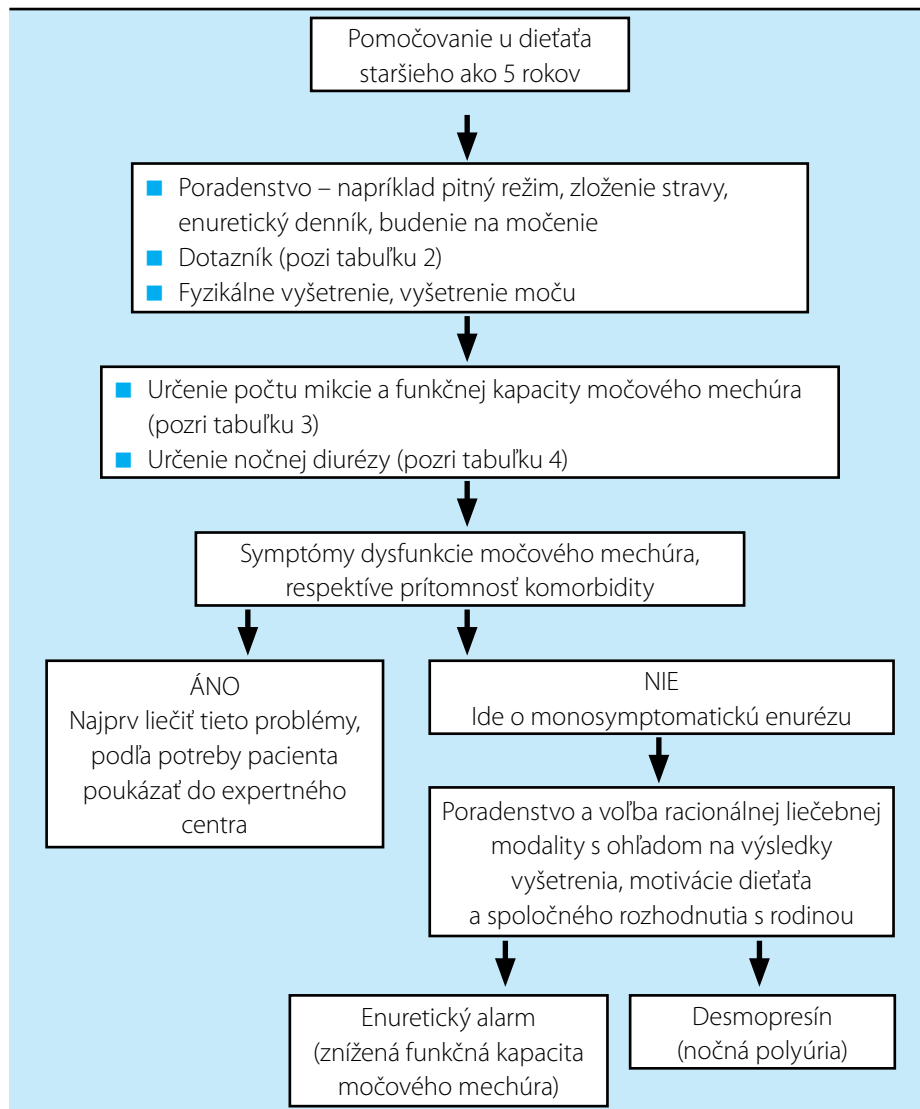 Pomočovanie u dieťaťa
staršieho ako 5 rokov
Poradenstvo – napríklad pitný režim, zloženie stravy,
enuretický denník, budenie na močenie
Dotazník (pozi tabuľku 2)
Fyzikálne vyšetrenie, vyšetrenie moču
Určenie počtu mikcie a funkčnej kapacity močového mechúra
(pozri tabuľku 3)
Určenie nočnej diurézy (pozri tabuľku 4)
Symptómy dysfunkcie močového mechúra,
respektíve prítomnosť komorbidity
ÁNO
Najprv liečiť tieto problémy,
podľa potreby pacienta
poukázať do expertného
centra
NIE
Ide o monosymptomatickú enurézu
Poradenstvo a voľba racionálnej liečebnej
modality s ohľadom na výsledky
vyšetrenia, motivácie dieťaťa
a spoločného rozhodnutia s rodinou
Enuretický alarm
(znížená funkčná kapacita
močového mechúra)
Desmopresín
(nočná polyúria)